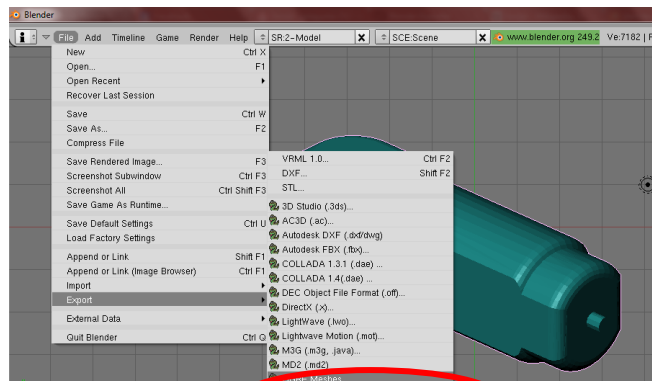 Blender
File Add Timeline Game Render Help SR:2-Model X SCE:Scene X www.blender.org 249.2 Ve:7182 | F
New Ctrl X
Open... F1
Open Recent
Recover Last Session
Save Ctrl W
Save As... F2
Compress File
Save Rendered Image... F3
Screenshot Subwindow Ctrl F3
Screenshot All Ctrl Shift F3
Save Game As Runtime...
Save Default Settings Ctrl U
Load Factory Settings
Append or Link Shift F1
Append or Link (Image Browser) Ctrl F1
Import
Export
External Data
Quit Blender Ctrl Q
VRML 1.0... Ctrl F2
DXF... Shift F2
STL...
3D Studio (.3ds)...
AC3D (.ac)...
Autodesk DXF (.dxf/dwg)
Autodesk FBX (.fbx)...
COLLADA 1.3.1 (.dae) ...
COLLADA 1.4(.dae) ...
DEC Object File Format (.off)...
DirectX (.x)...
LightWave (.lwo)...
Lightwave Motion (.mot)...
M3G (.m3g, .java)...
MD2 (.md2)
Meshes